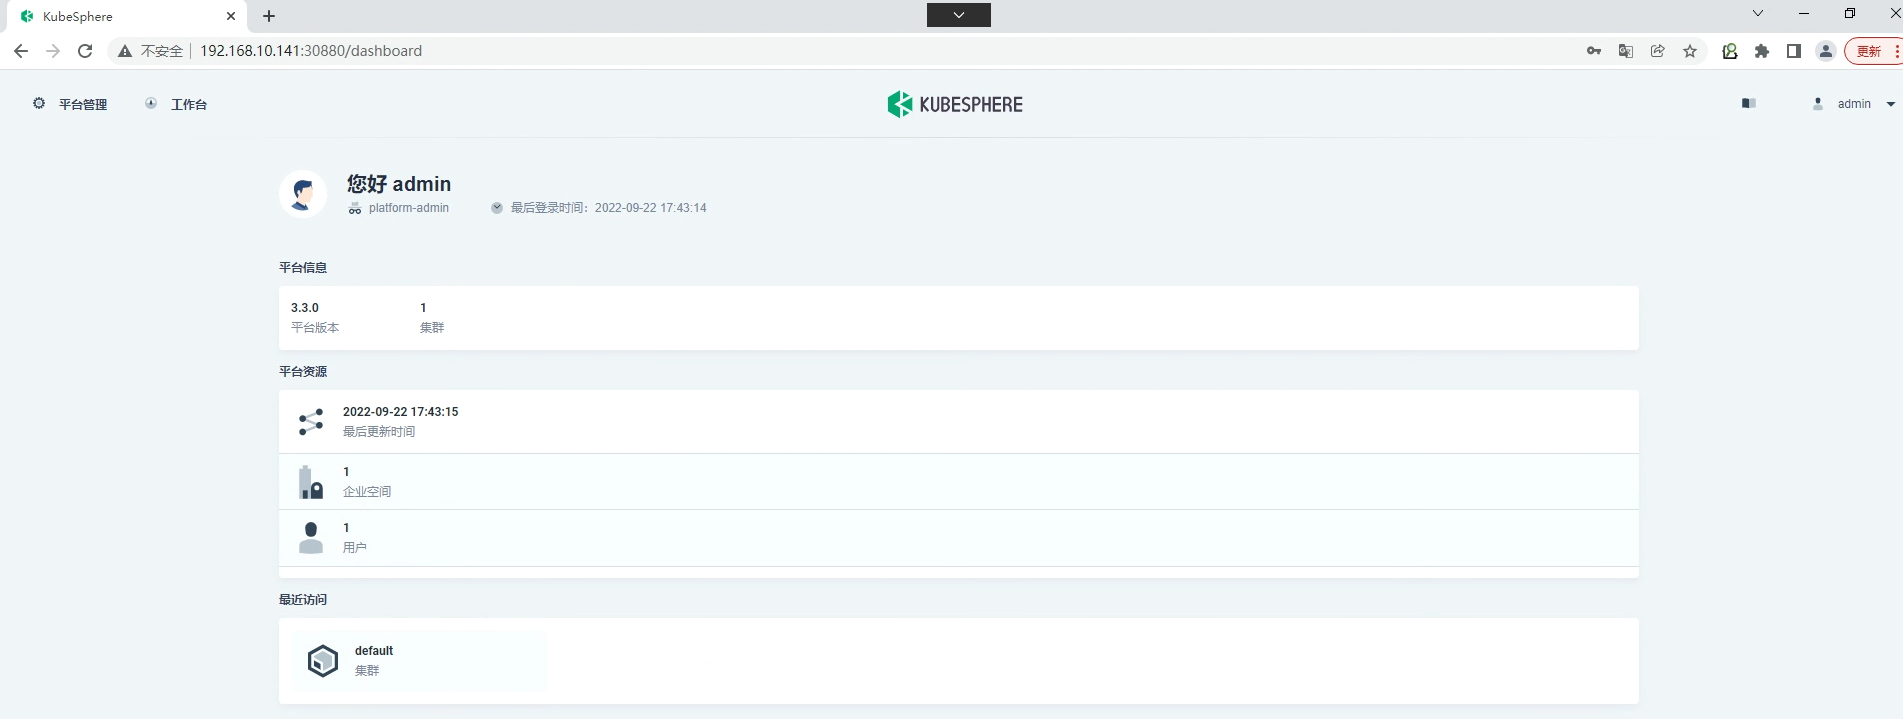 KubeSphere
不安全 192.168.10.141:30880/dashboard
更新
平台管理 工作台 KUBESPHERE admin
您好 admin
platform-admin 最后登录时间：2022-09-22 17:43:14
平台信息
3.3.0 1
平台版本 集群
平台资源
2022-09-22 17:43:15
最后更新时间
1
企业空间
1
用户
最近访问
default
集群